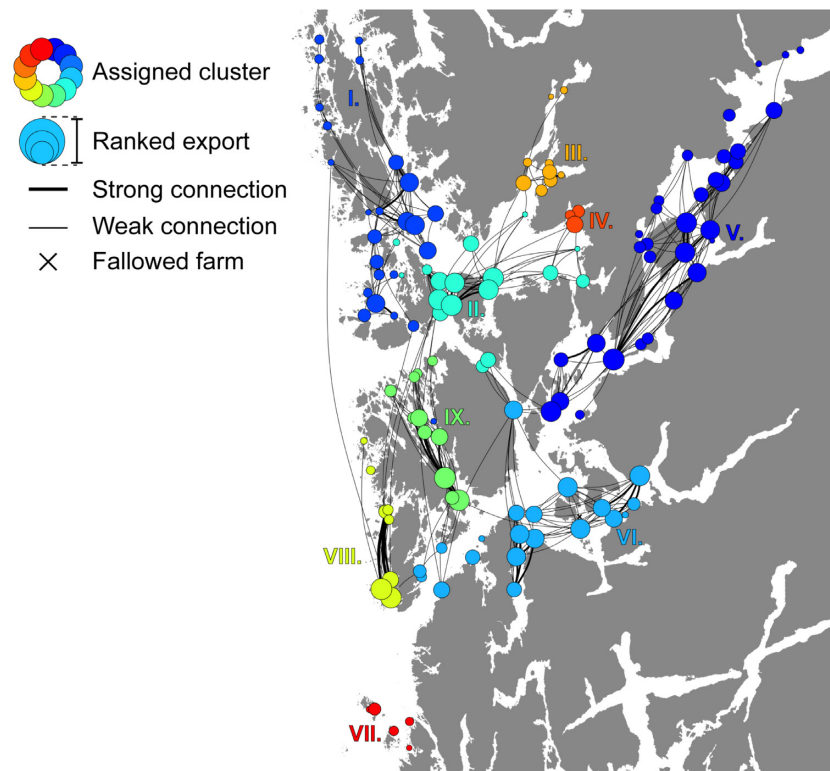 Assigned cluster
Ranked export
Strong connection
Weak connection
Fallowed farm
I.
III.
IV.
V.
II.
IX.
VI.
VIII.
VII.